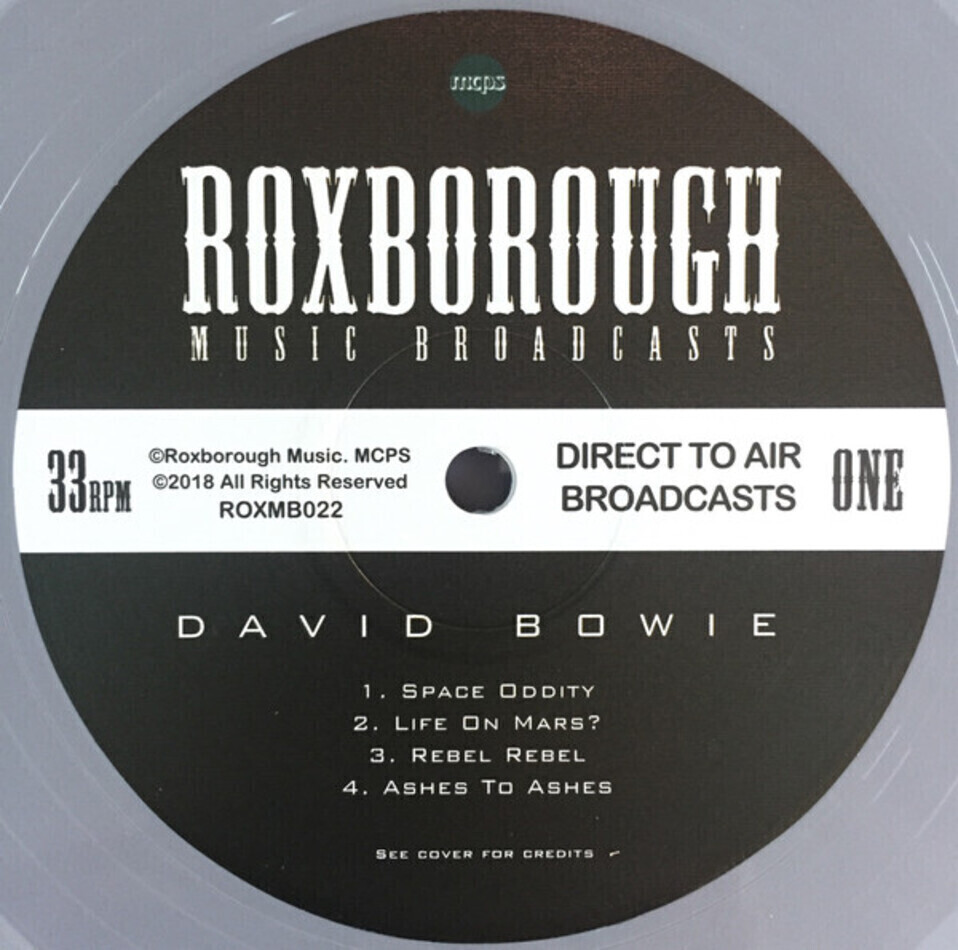 mcps
ROXBOROUGH
MUSIC BROADCASTS
33RPM
©Roxborough Music. MCPS
©2018 All Rights Reserved
ROXMB022
DIRECT TO AIR
BROADCASTS
ONE
DAVID BOWIE
1. SPACE ODDITY
2. LIFE ON MARS?
3. REBEL REBEL
4. ASHES TO ASHES
SEE COVER FOR CREDITS